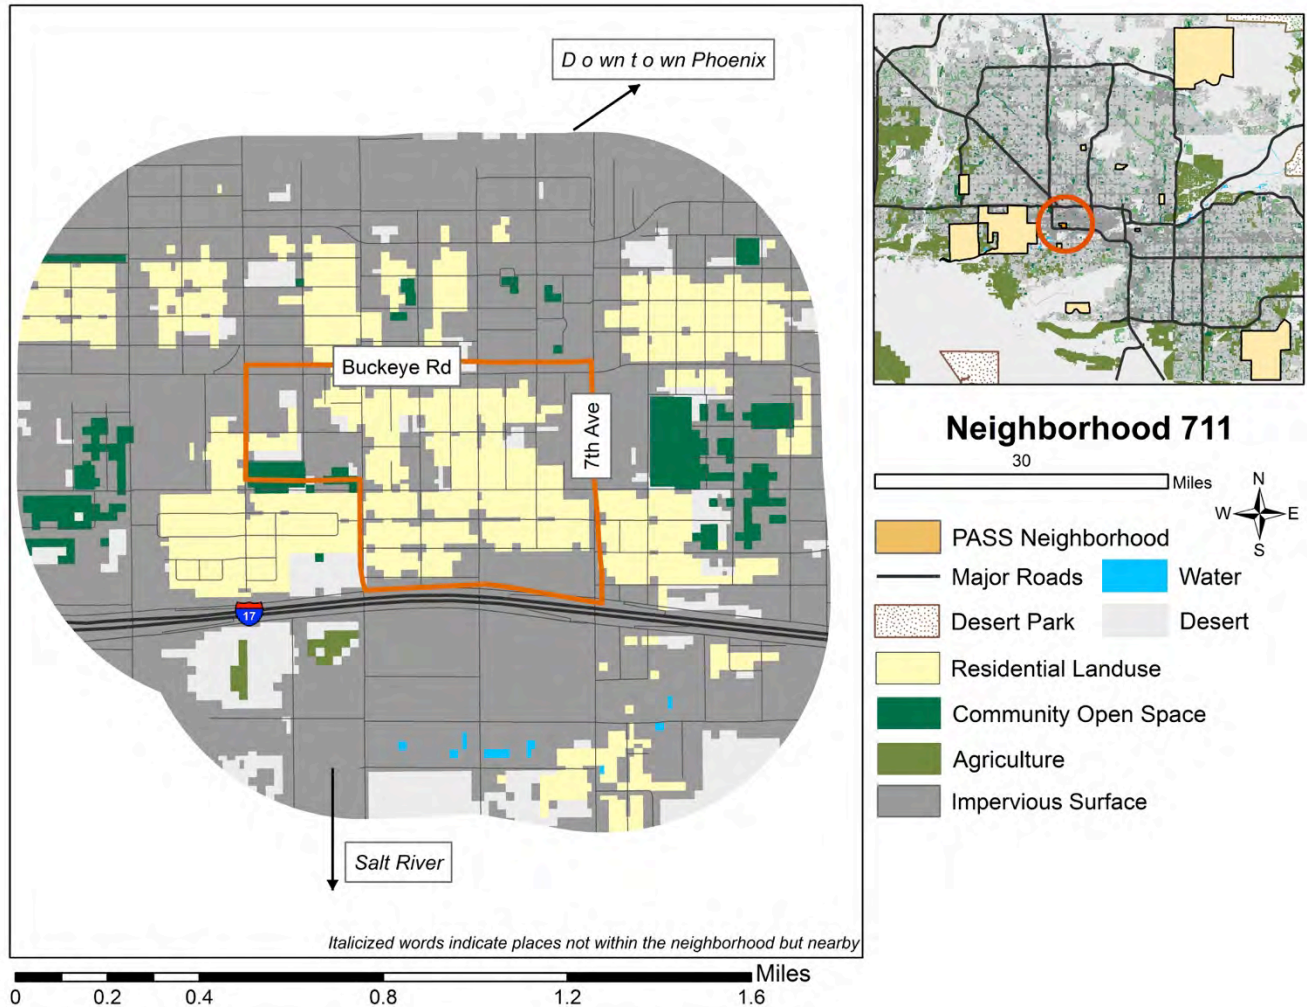 D o wn t o wn Phoenix
Buckeye Rd
7th Ave
17
Salt River
Italicized words indicate places not within the neighborhood but nearby
Miles
0 0.2 0.4 0.8 1.2 1.6
Neighborhood 711
30
Miles
N
W E
S
PASS Neighborhood
Major Roads
Water
Desert Park
Desert
Residential Landuse
Community Open Space
Agriculture
Impervious Surface